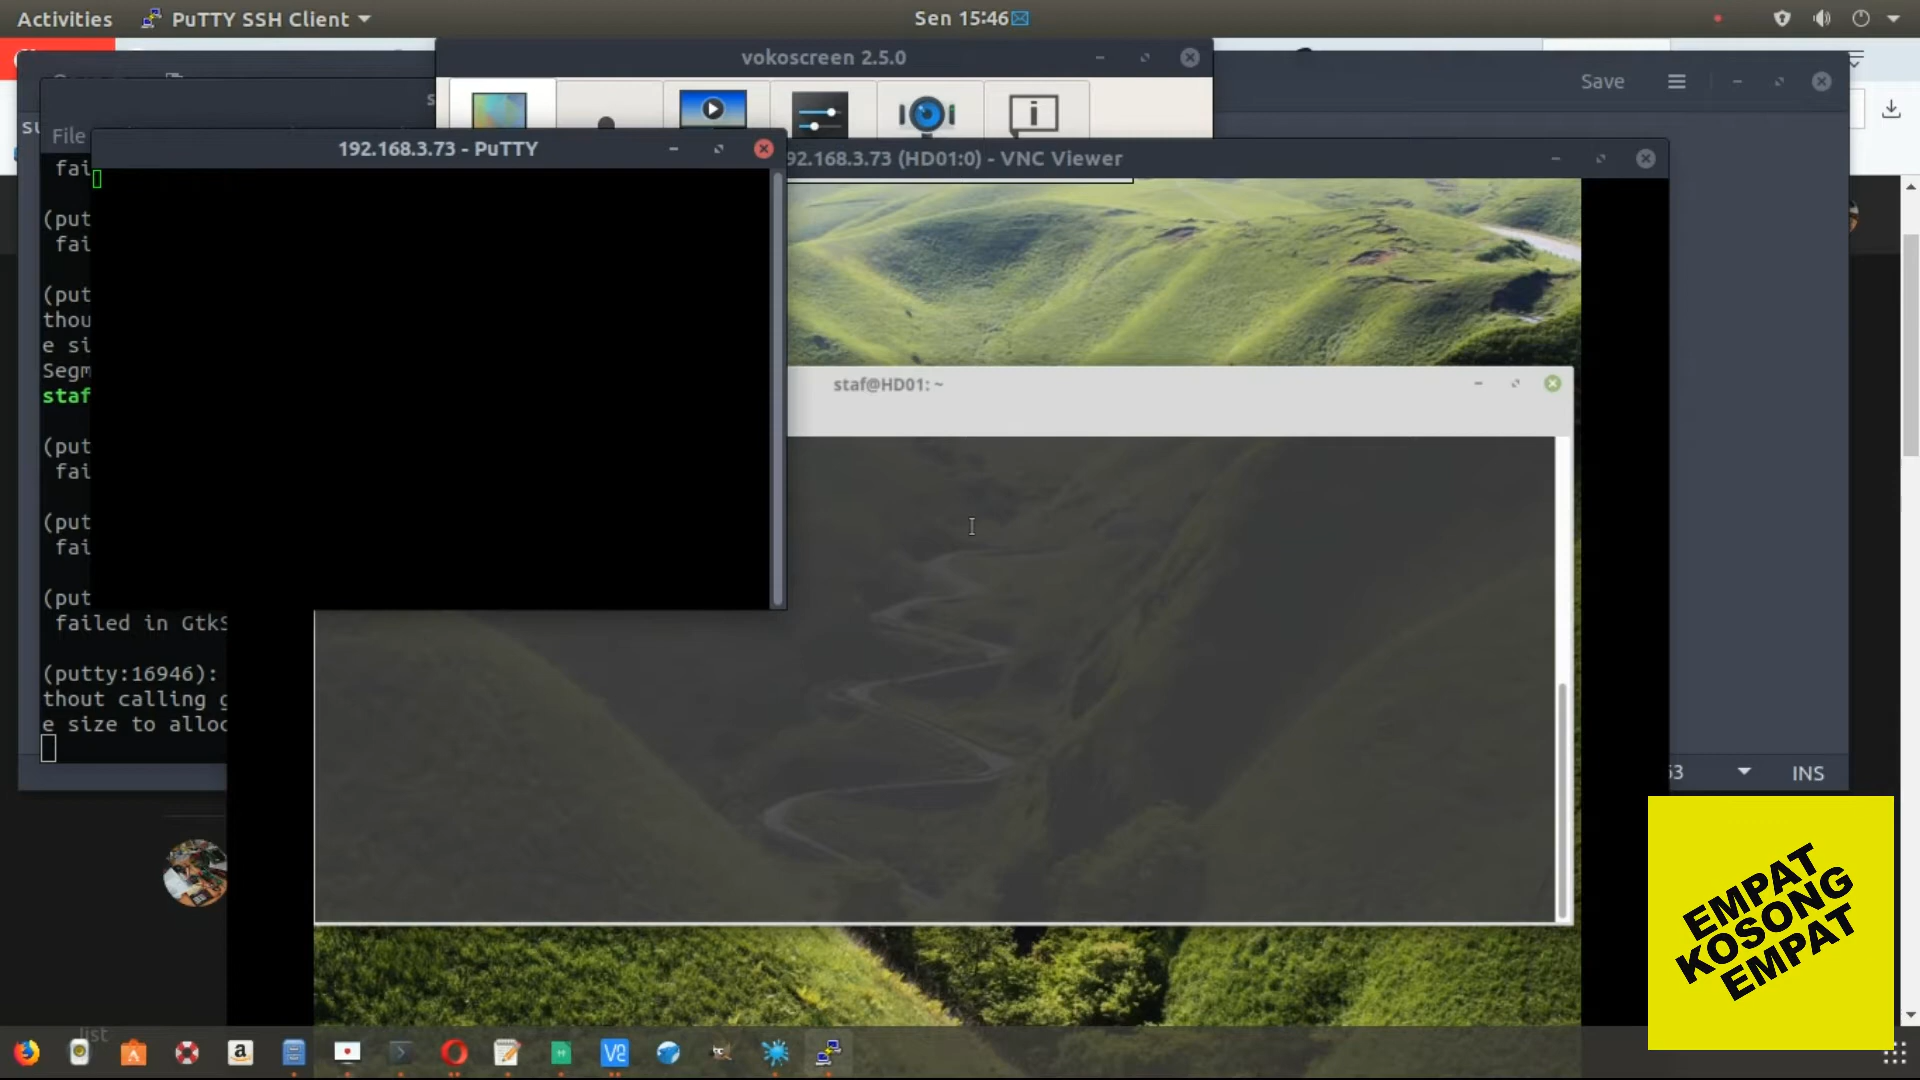 Activities
PuTTY SSH Client
Sen 15:46
vokoscreen 2.5.0
Save
File
192.168.3.73 - PuTTY
92.168.3.73 (HD01:0) - VNC Viewer
fai
(put
fai
(put
thou
e si
Segm
staf
staf@HD01: ~
(put
fai
(put
fai
(put
failed in GtkS
(putty:16946):
thout calling g
e size to alloc
63
INS
EMPAT
KOSONG
EMPAT
list